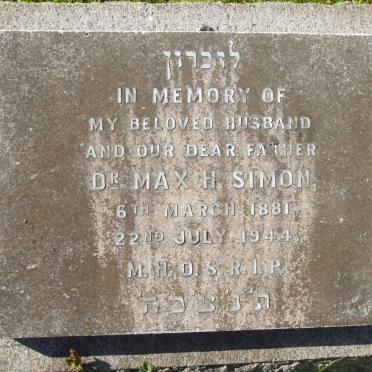 לזכרון
IN MEMORY OF
MY BELOVED HUSBAND
AND OUR DEAR FATHER
DR MAX H. SIMON
6TH MARCH 1881.
22ND JULY 1944.
M.H.D.S.R.I.P.
ת'נ'צ'ב'ה'